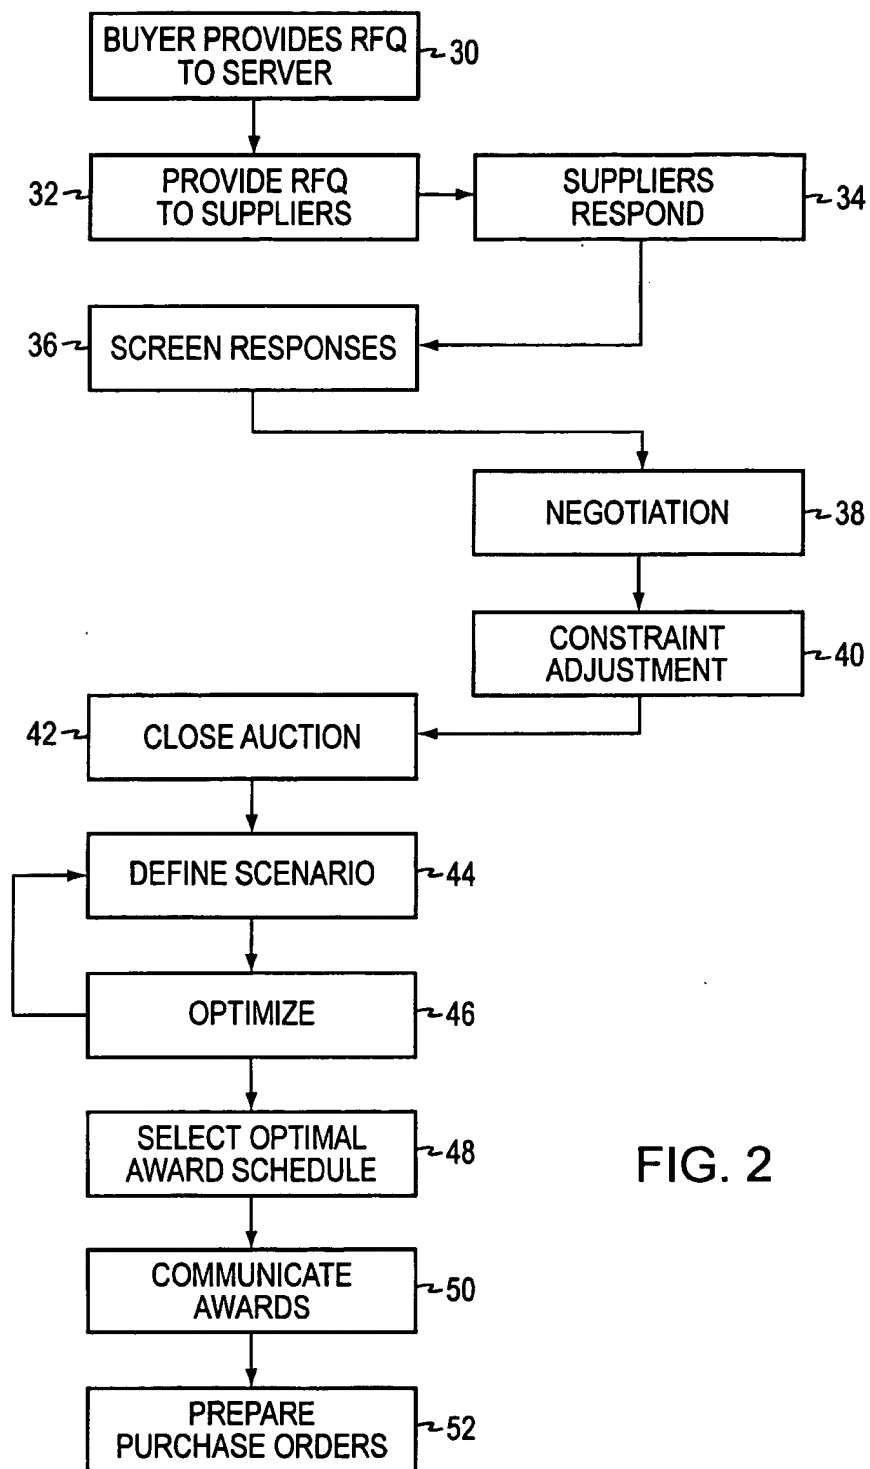 BUYER PROVIDES RFQ
TO SERVER
30
32
PROVIDE RFQ
TO SUPPLIERS
SUPPLIERS
RESPOND
34
36
SCREEN RESPONSES
NEGOTIATION
38
CONSTRAINT
ADJUSTMENT
40
42
CLOSE AUCTION
DEFINE SCENARIO
44
OPTIMIZE
46
SELECT OPTIMAL
AWARD SCHEDULE
48
FIG. 2
COMMUNICATE
AWARDS
50
PREPARE
PURCHASE ORDERS
52